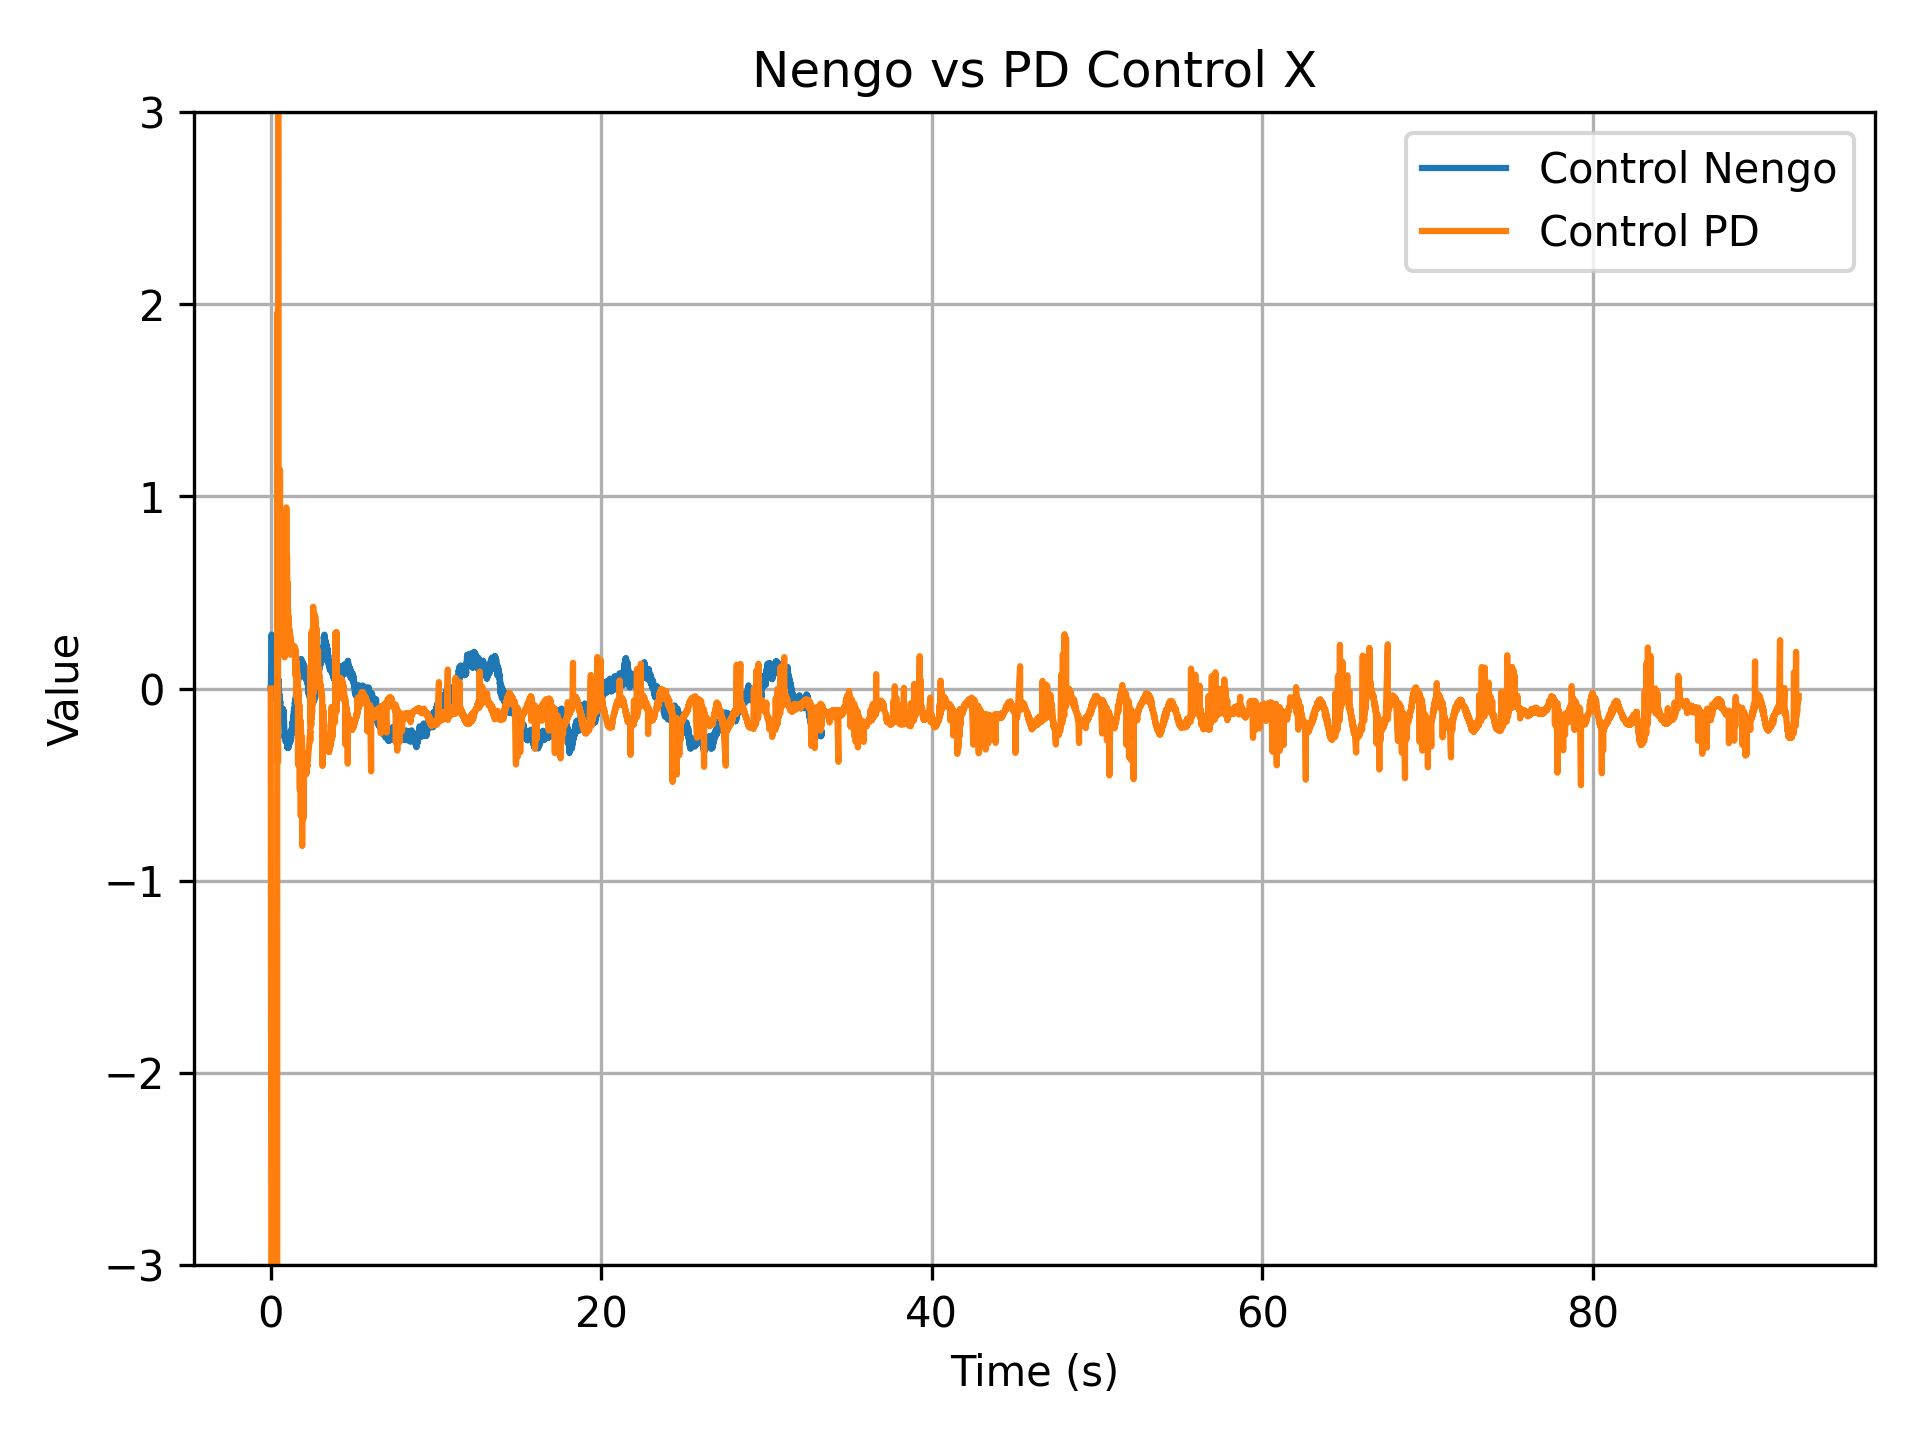 Nengo vs PD Control X
Control Nengo
Control PD
3
2
1
0
−1
−2
−3
Value
0 20 40 60 80
Time (s)